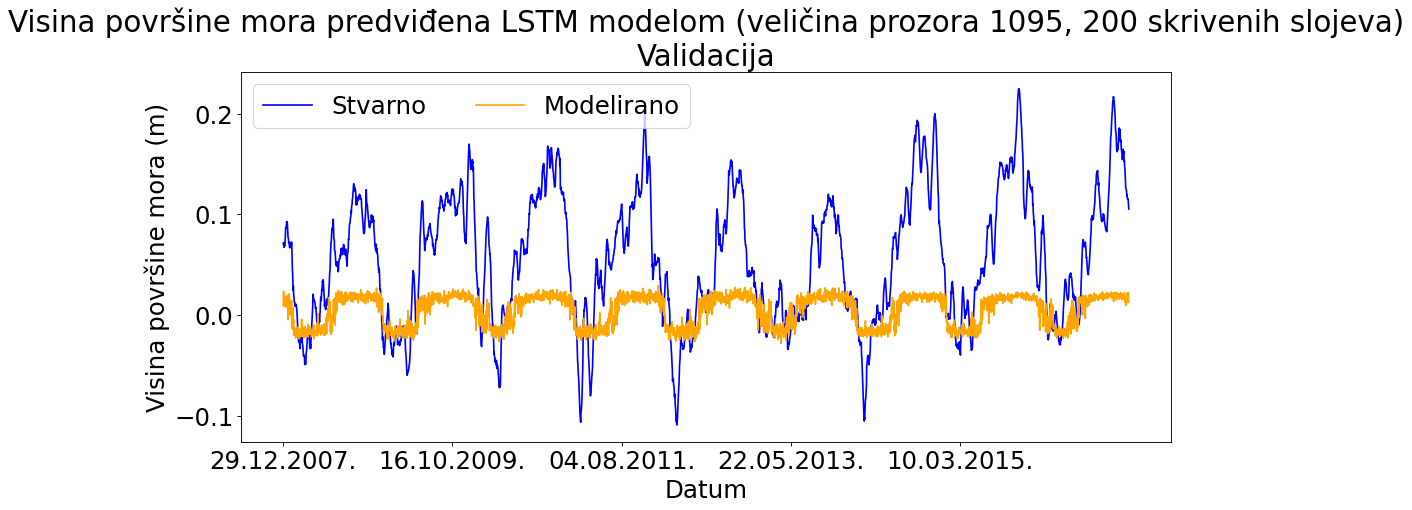 Visina površine mora predviđena LSTM modelom (veličina prozora 1095, 200 skrivenih slojeva)
Validacija
Stvarno
Modelirano
Visina površine mora (m)
0.2
0.1
0.0
−0.1
29.12.2007.
16.10.2009.
04.08.2011.
22.05.2013.
10.03.2015.
Datum